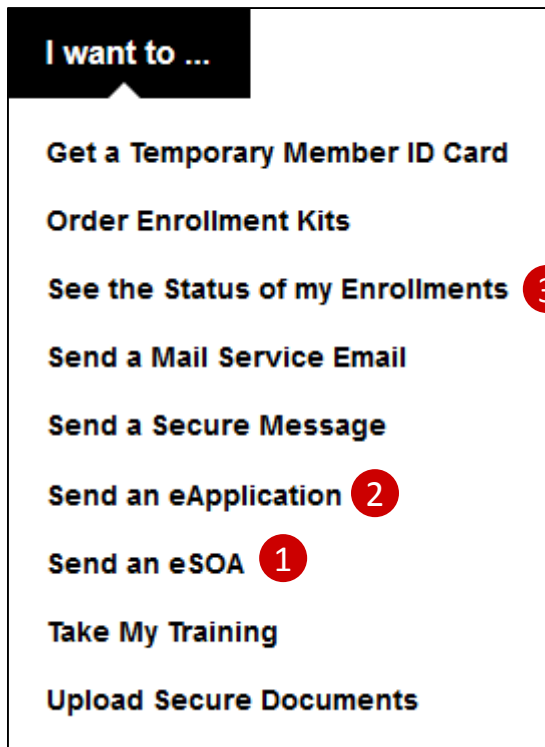 I want to ...
Get a Temporary Member ID Card
Order Enrollment Kits
See the Status of my Enrollments 3
Send a Mail Service Email
Send a Secure Message
Send an eApplication 2
Send an eSOA 1
Take My Training
Upload Secure Documents